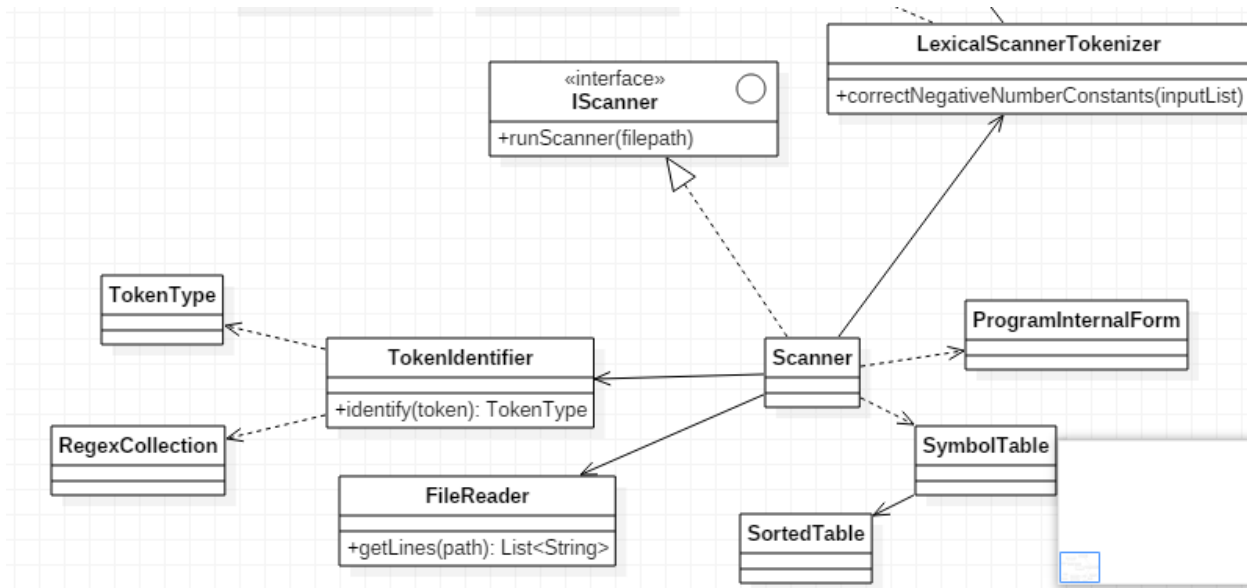 LexicalScannerTokenizer
+correctNegativeNumberConstants(inputList)
«interface»
IScanner
+runScanner(filepath)
TokenType
ProgramInternalForm
TokenIdentifier
+identify(token): TokenType
Scanner
RegexCollection
SymbolTable
FileReader
+getLines(path): List<String>
SortedTable